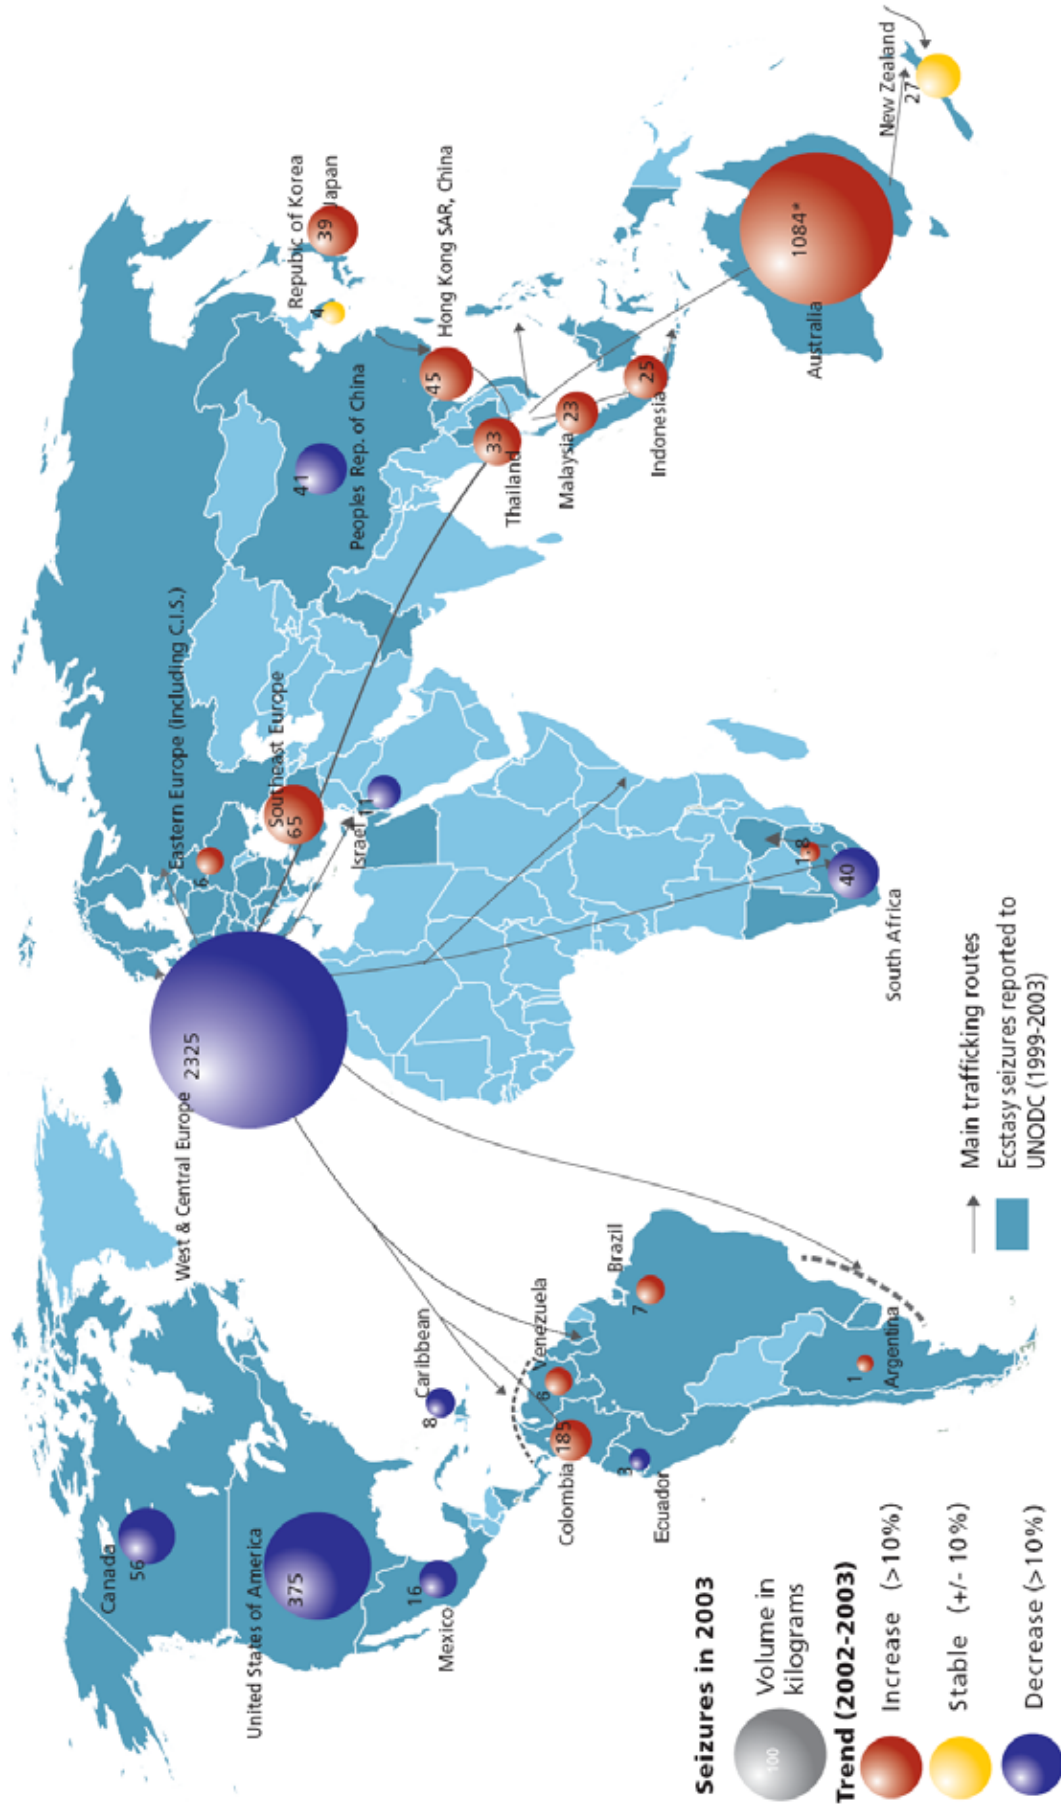 Canada
56
United States of America
375
Mexico
16
Caribbean
8
Colombia
185
Venezuela
6
Ecuador
3
Brazil
7
Argentina
1
West & Central Europe
2325
Eastern Europe (including C.I.S.)
6
Southeast Europe
65
Israel
11
South Africa
40
1.8
Peoples Rep. of China
41
Republic of Korea
4
Japan
39
Hong Kong SAR, China
45
Thailand
33
Malaysia
23
Indonesia
25
Australia
1084*
New Zealand
27
Seizures in 2003
100
Volume in
kilograms
Trend (2002-2003)
Increase (>10%)
Stable (+/- 10%)
Decrease (>10%)
Main trafficking routes
Ecstasy seizures reported to
UNODC (1999-2003)